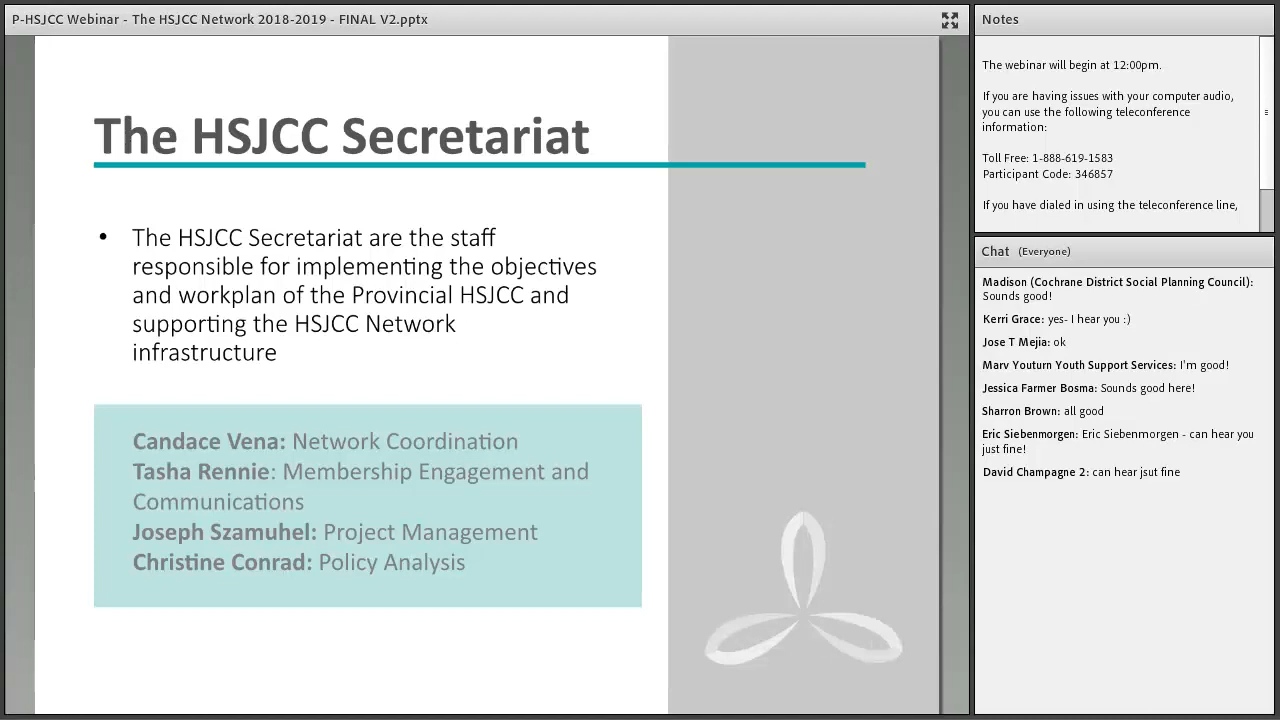 P-HSJCC Webinar - The HSJCC Network 2018-2019 - FINAL V2.pptx
The HSJCC Secretariat
• The HSJCC Secretariat are the staff
responsible for implementing the objectives
and workplan of the Provincial HSJCC and
supporting the HSJCC Network
infrastructure
Candace Vena: Network Coordination
Tasha Rennie: Membership Engagement and
Communications
Joseph Szamuhel: Project Management
Christine Conrad: Policy Analysis
Notes
The webinar will begin at 12:00pm.
If you are having issues with your computer audio,
you can use the following teleconference
information:
Toll Free: 1-888-619-1583
Participant Code: 346857
If you have dialed in using the teleconference line,
Chat (Everyone)
Madison (Cochrane District Social Planning Council):
Sounds good!
Kerri Grace: yes- I hear you :)
Jose T Mejia: ok
Marv Youturn Youth Support Services: I'm good!
Jessica Farmer Bosma: Sounds good here!
Sharron Brown: all good
Eric Siebenmorgen: Eric Siebenmorgen - can hear you
just fine!
David Champagne 2: can hear jsut fine